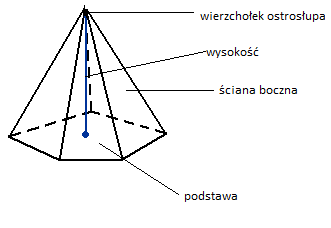 wierzchołek ostrosłupa
wysokość
ściana boczna
podstawa